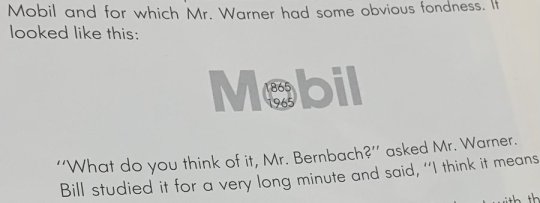 Mobil and for which Mr. Warner had some obvious fondness. It
looked like this:
Mobil
1865
1965
“What do you think of it, Mr. Bernbach?” asked Mr. Warner.
Bill studied it for a very long minute and said, “I think it means
with th